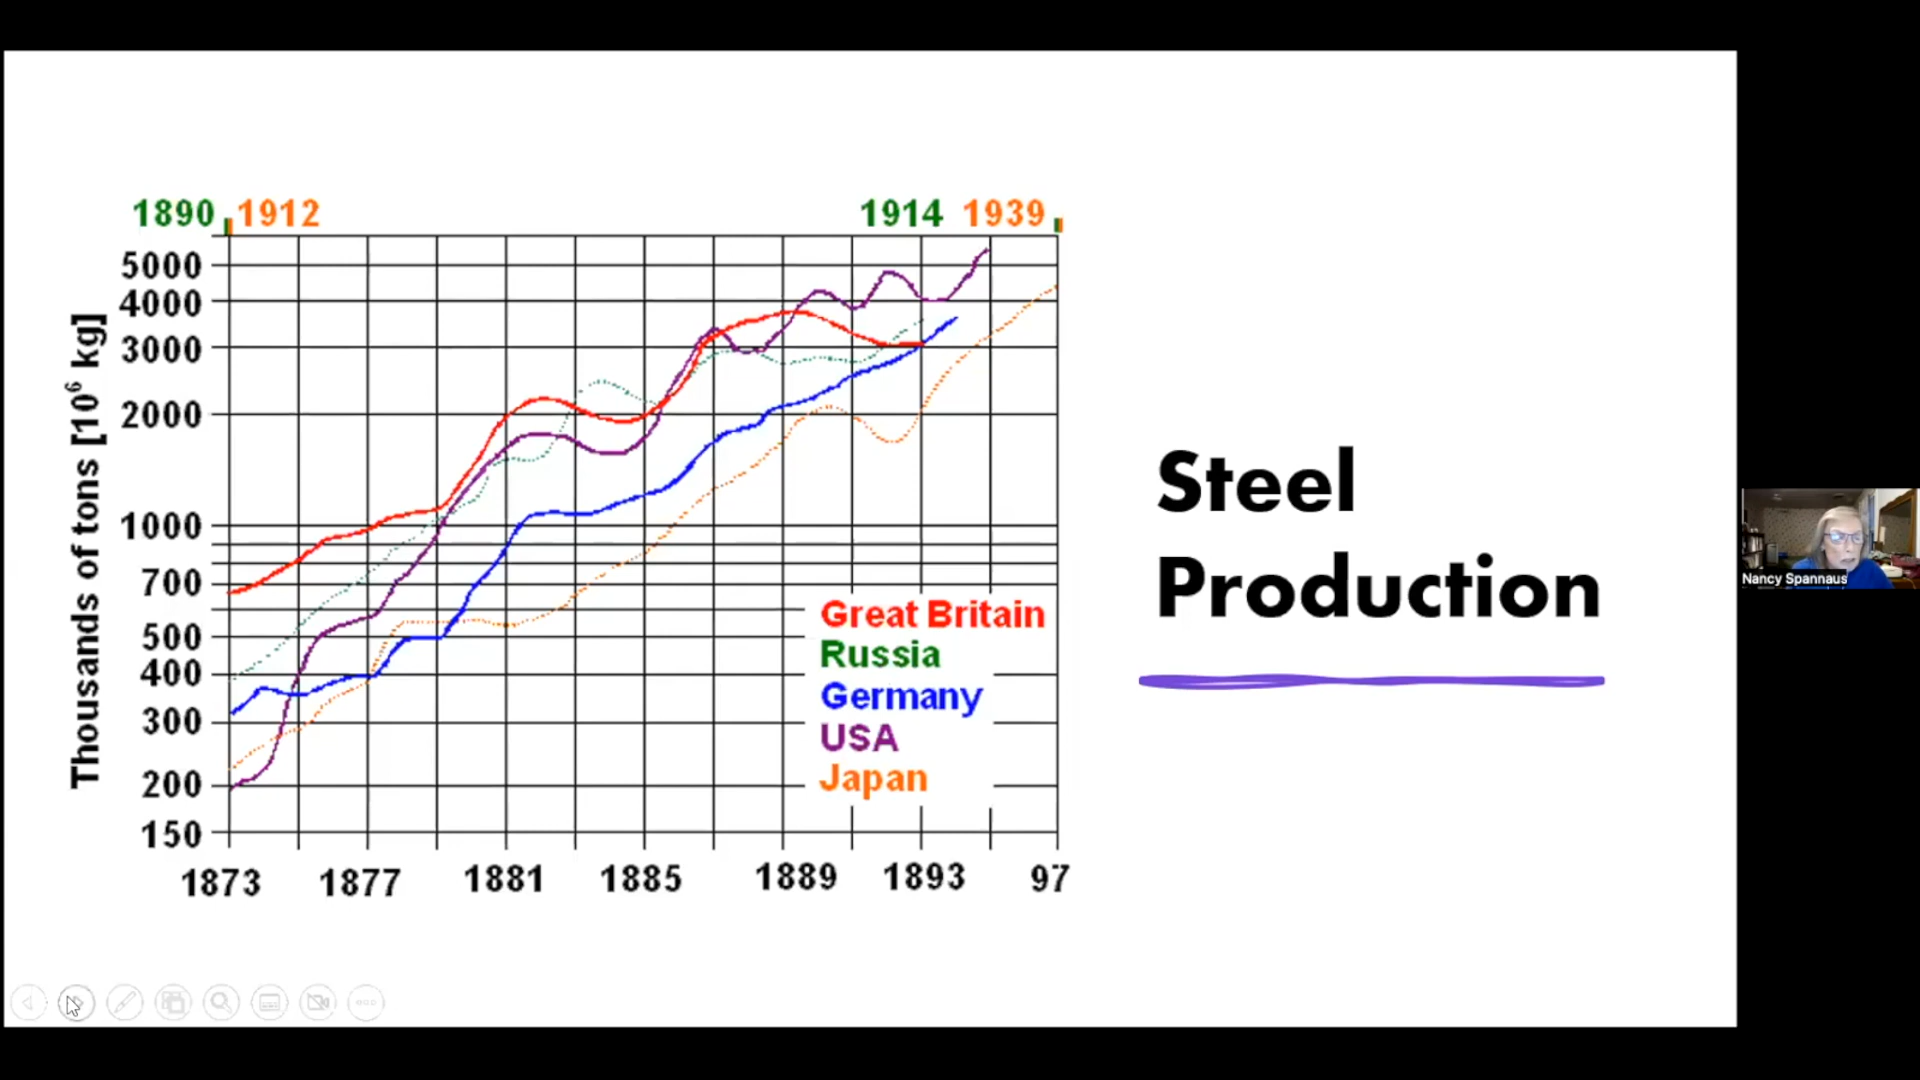 1890 1912 1914 1939
5000
4000
3000
2000
1000
700
500
400
300
200
150
Thousands of tons [10⁶ kg]
Great Britain
Russia
Germany
USA
Japan
1873 1877 1881 1885 1889 1893 97
Steel
Production
Nancy Spannaus